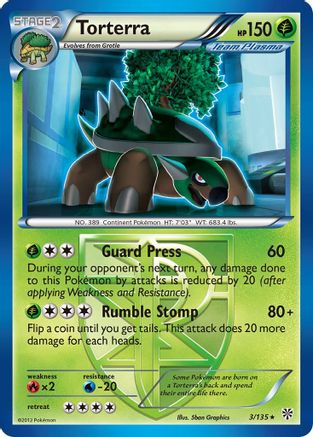 STAGE2
Torterra
HP150
Evolves from Grotle
Team Plasma
NO. 389 Continent Pokémon HT: 7'03" WT: 683.4 lbs.
Guard Press 60
During your opponent's next turn, any damage done
to this Pokémon by attacks is reduced by 20 (after
applying Weakness and Resistance).
Rumble Stomp 80+
Flip a coin until you get tails. This attack does 20 more
damage for each heads.
weakness
×2
resistance
-20
retreat
Some Pokémon are born on
a Torterra's back and spend
their entire life there.
Illus. 5ban Graphics
3/135★
©2012 Pokémon